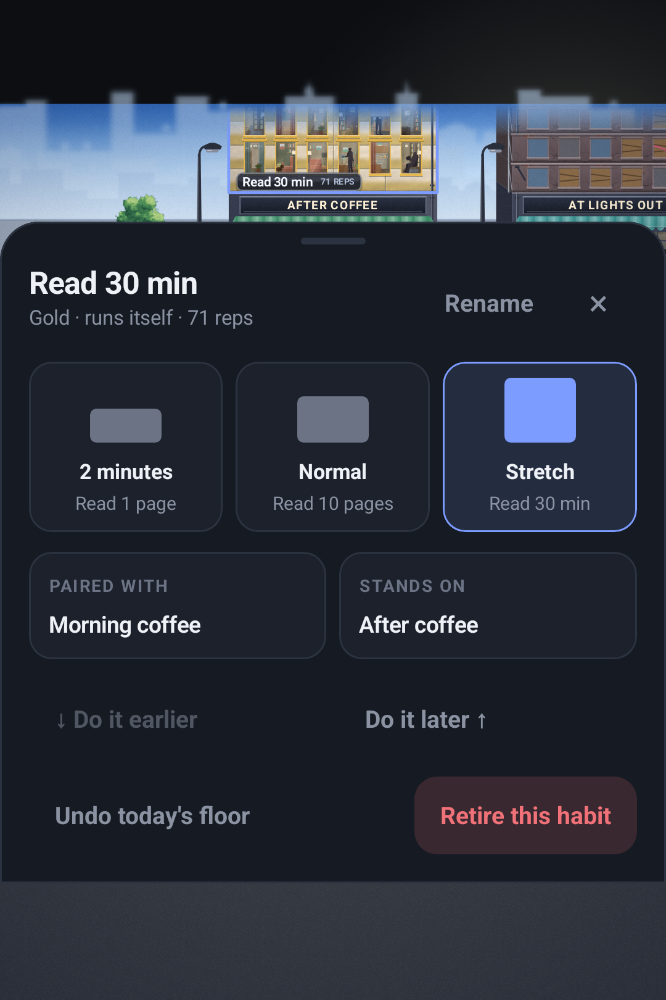 Read 30 min 71 REPS
AFTER COFFEE
AT LIGHTS OUT
Read 30 min
Gold · runs itself · 71 reps
Rename ✕
2 minutes
Read 1 page
Normal
Read 10 pages
Stretch
Read 30 min
PAIRED WITH
Morning coffee
STANDS ON
After coffee
↓ Do it earlier
Do it later ↑
Undo today's floor
Retire this habit